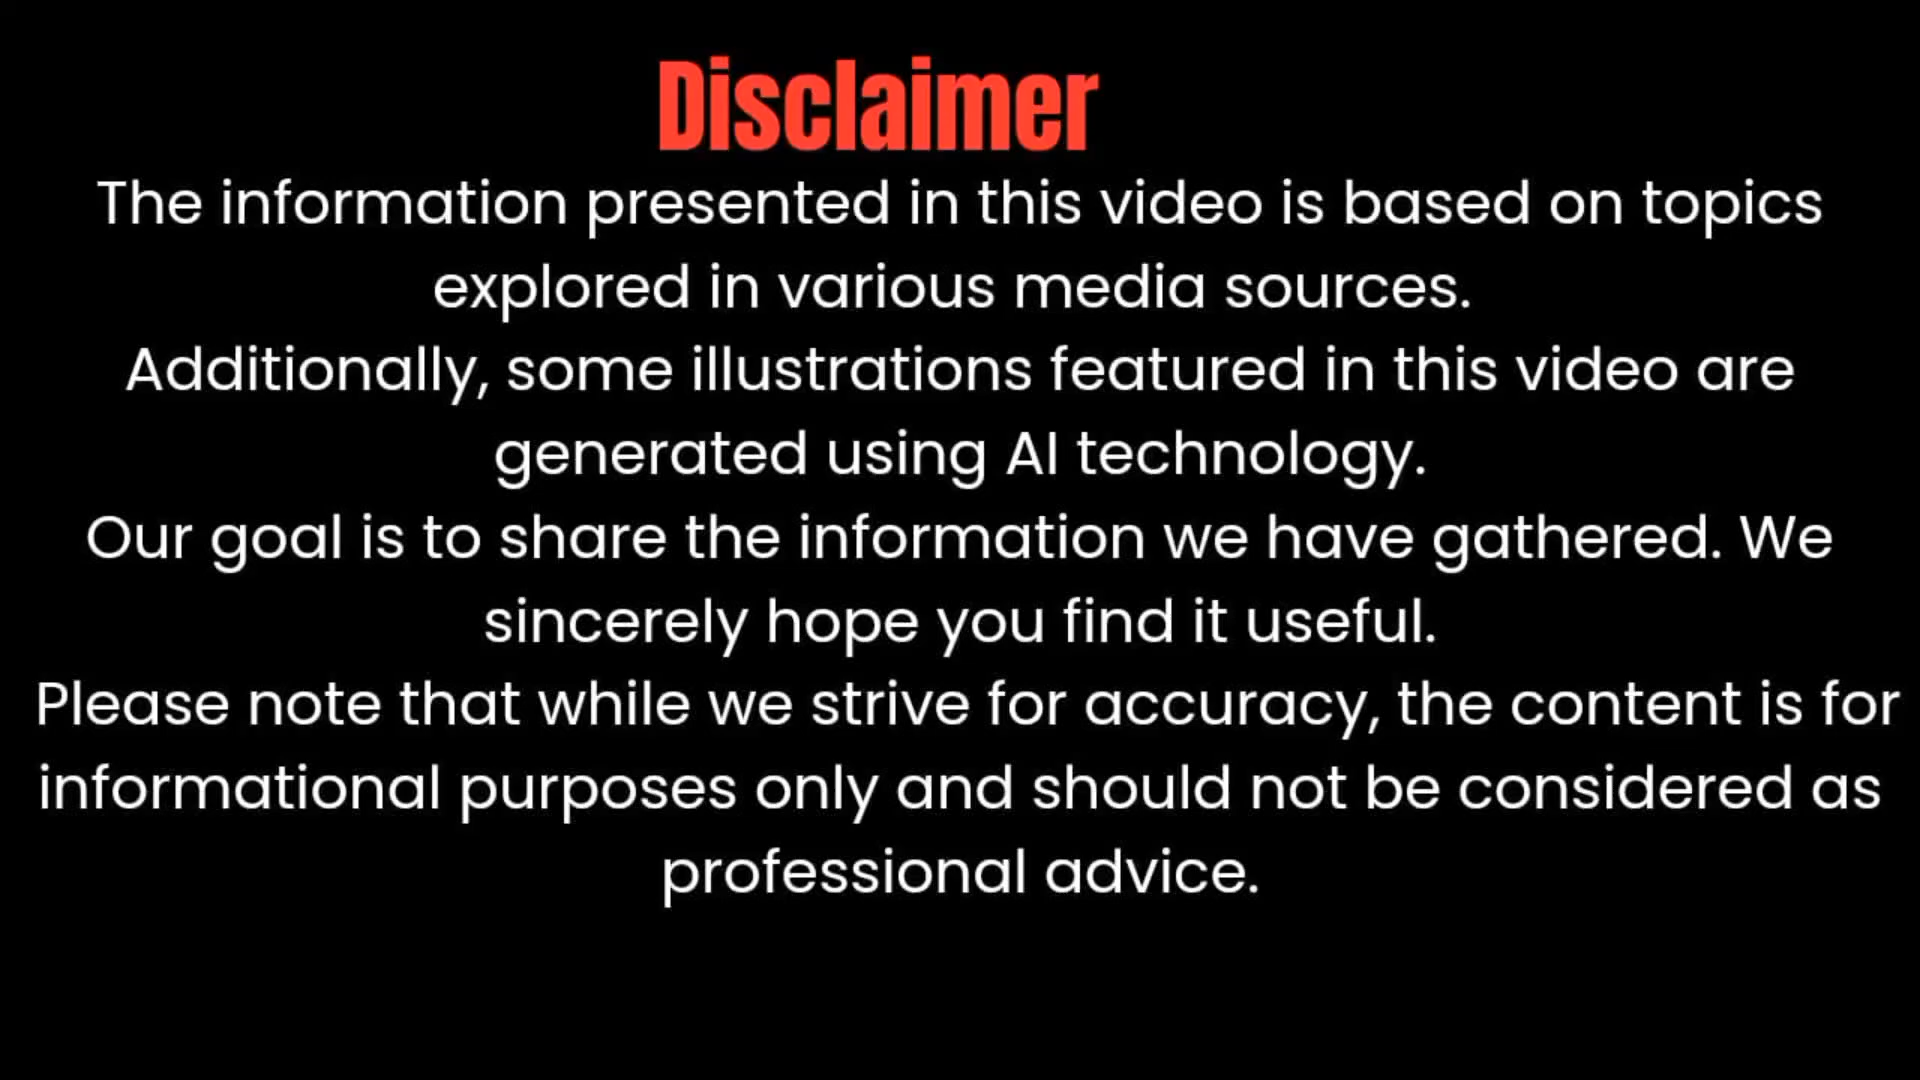 Disclaimer
The information presented in this video is based on topics
explored in various media sources.
Additionally, some illustrations featured in this video are
generated using AI technology.
Our goal is to share the information we have gathered. We
sincerely hope you find it useful.
Please note that while we strive for accuracy, the content is for
informational purposes only and should not be considered as
professional advice.